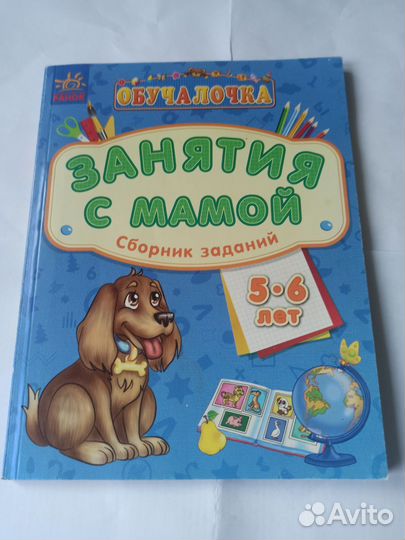 РАНОК
ОБУЧАЛОЧКА
ЗАНЯТИЯ
С МАМОЙ
Сборник заданий
5•6
лет
Avito